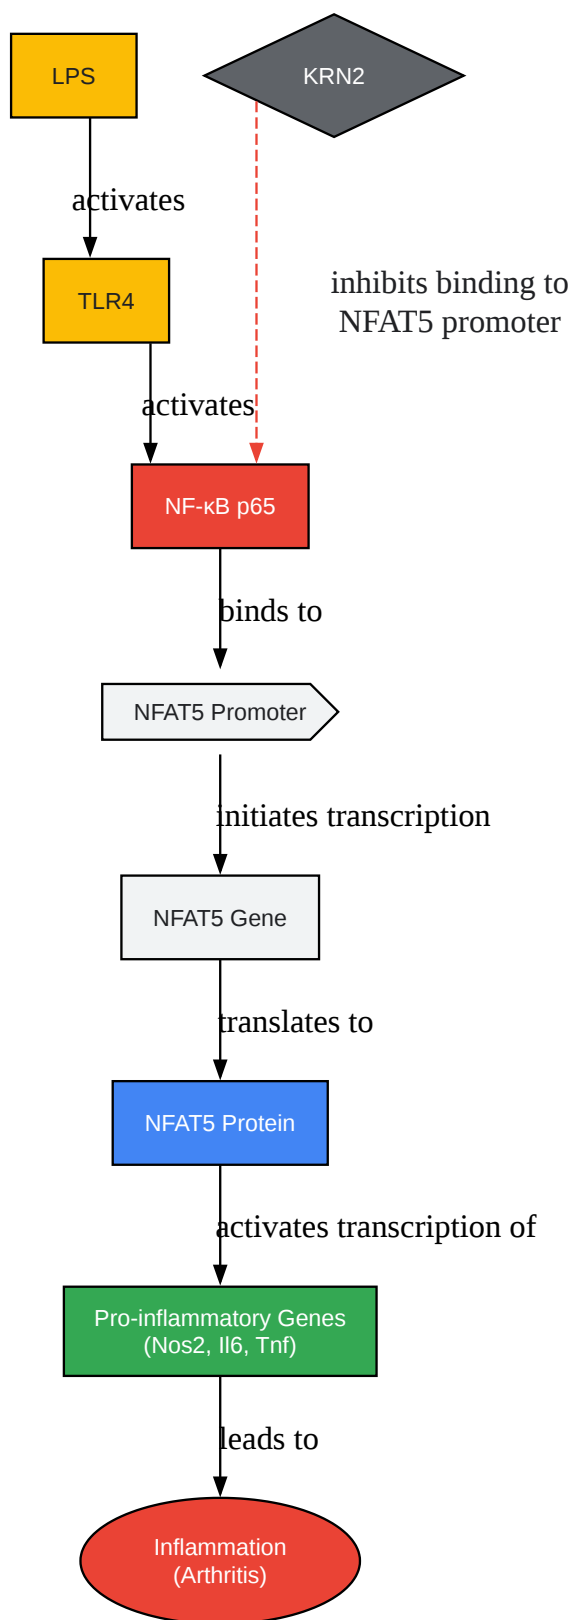 LPS
KRN2
activates
TLR4
inhibits binding to
NFAT5 promoter
activates
NF-κB p65
binds to
NFAT5 Promoter
initiates transcription
NFAT5 Gene
translates to
NFAT5 Protein
activates transcription of
Pro-inflammatory Genes
(Nos2, Il6, Tnf)
leads to
Inflammation
(Arthritis)